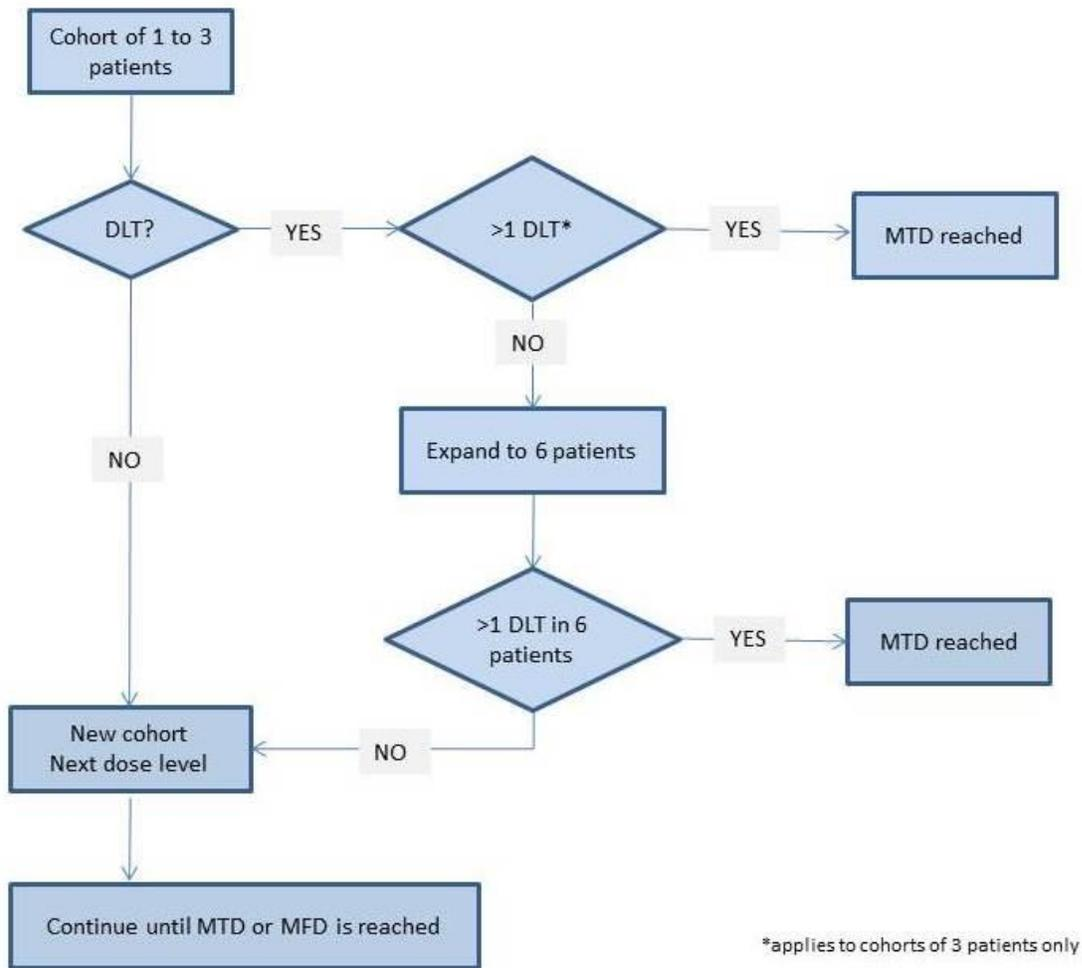 Cohort of 1 to 3
patients
DLT?
YES
>1 DLT*
YES
MTD reached
NO
Expand to 6 patients
NO
>1 DLT in 6
patients
YES
MTD reached
New cohort
Next dose level
NO
Continue until MTD or MFD is reached
*applies to cohorts of 3 patients only